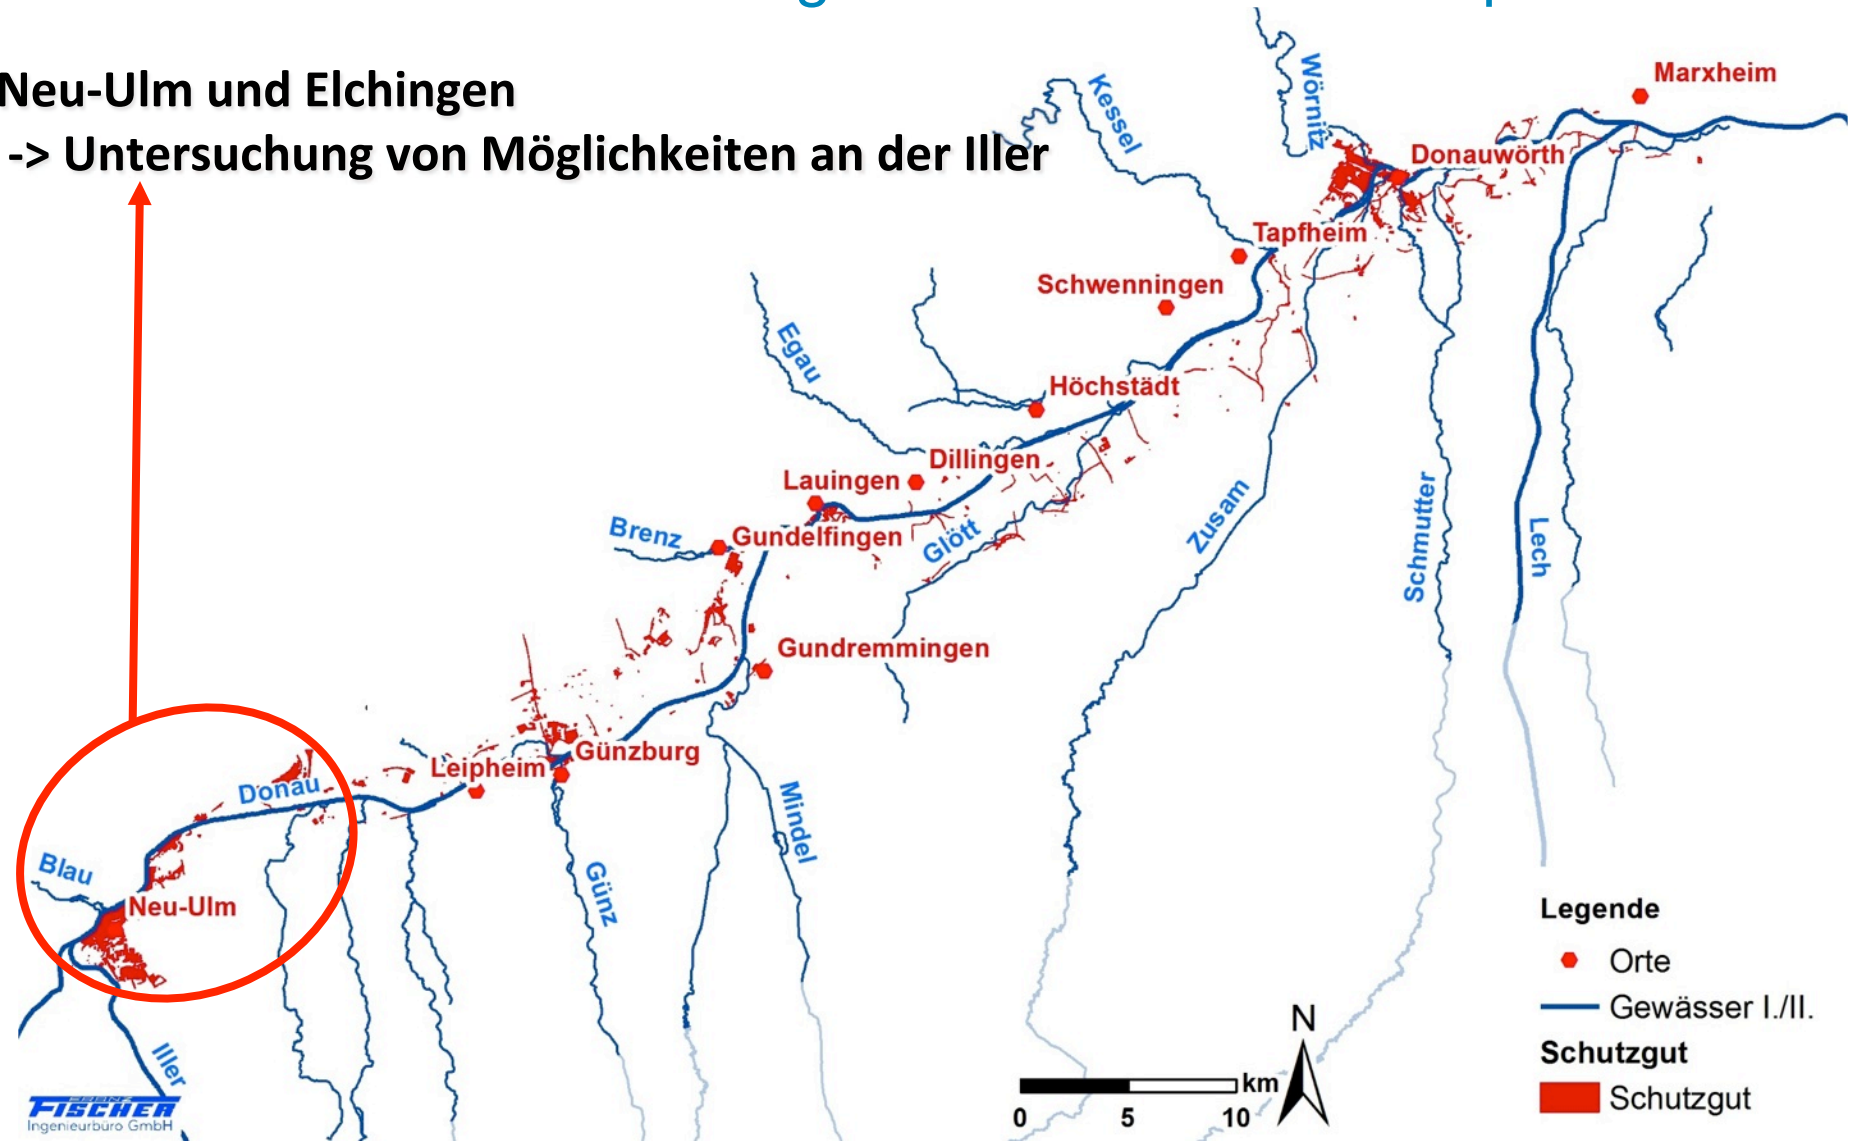 Neu-Ulm und Elchingen
-> Untersuchung von Möglichkeiten an der Iller
Marxheim
Kessel
Wörnitz
Donauwörth
Tapfheim
Schwenningen
Egau
Höchstädt
Dillingen
Lauingen
Brenz
Gundelfingen
Glött
Zusam
Schmutter
Lech
Gundremmingen
Günzburg
Leipheim
Donau
Mindel
Blau
Günz
Neu-Ulm
Iller
Legende
Orte
Gewässer I./II.
Schutzgut
Schutzgut
N
km
0 5 10
FRANZ
FISCHER
Ingenieurbüro GmbH